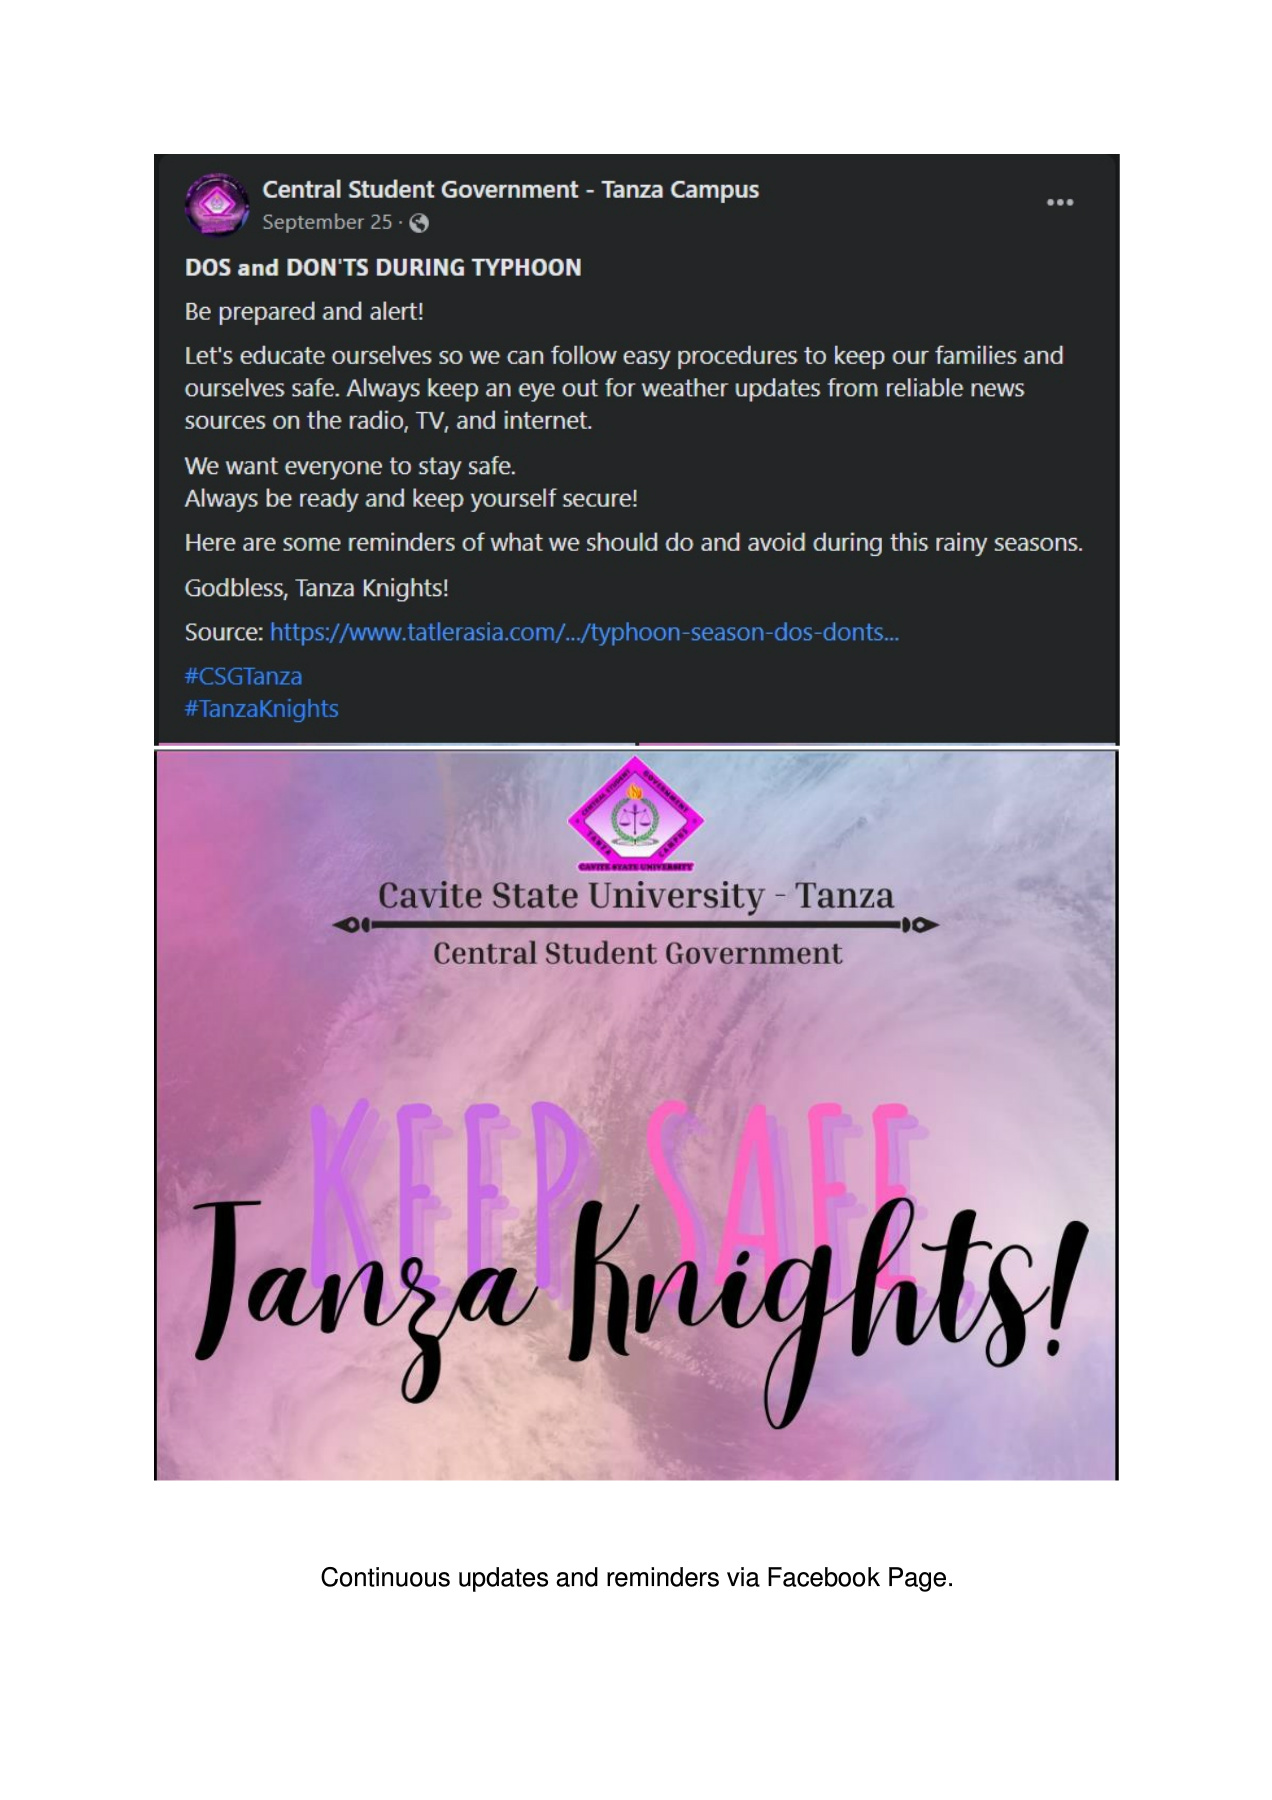 Central Student Government - Tanza Campus
September 25 ·
DOS and DON'TS DURING TYPHOON
Be prepared and alert!
Let's educate ourselves so we can follow easy procedures to keep our families and
ourselves safe. Always keep an eye out for weather updates from reliable news
sources on the radio, TV, and internet.
We want everyone to stay safe.
Always be ready and keep yourself secure!
Here are some reminders of what we should do and avoid during this rainy seasons.
Godbless, Tanza Knights!
Source: https://www.tatlerasia.com/.../typhoon-season-dos-donts...
#CSGTanza
#TanzaKnights
CENTRAL STUDENT GOVERNMENT
TANZA CAMPUS
CAVITE STATE UNIVERSITY
Cavite State University - Tanza
Central Student Government
KEEP SAFE,
Tanza Knights!
Continuous updates and reminders via Facebook Page.